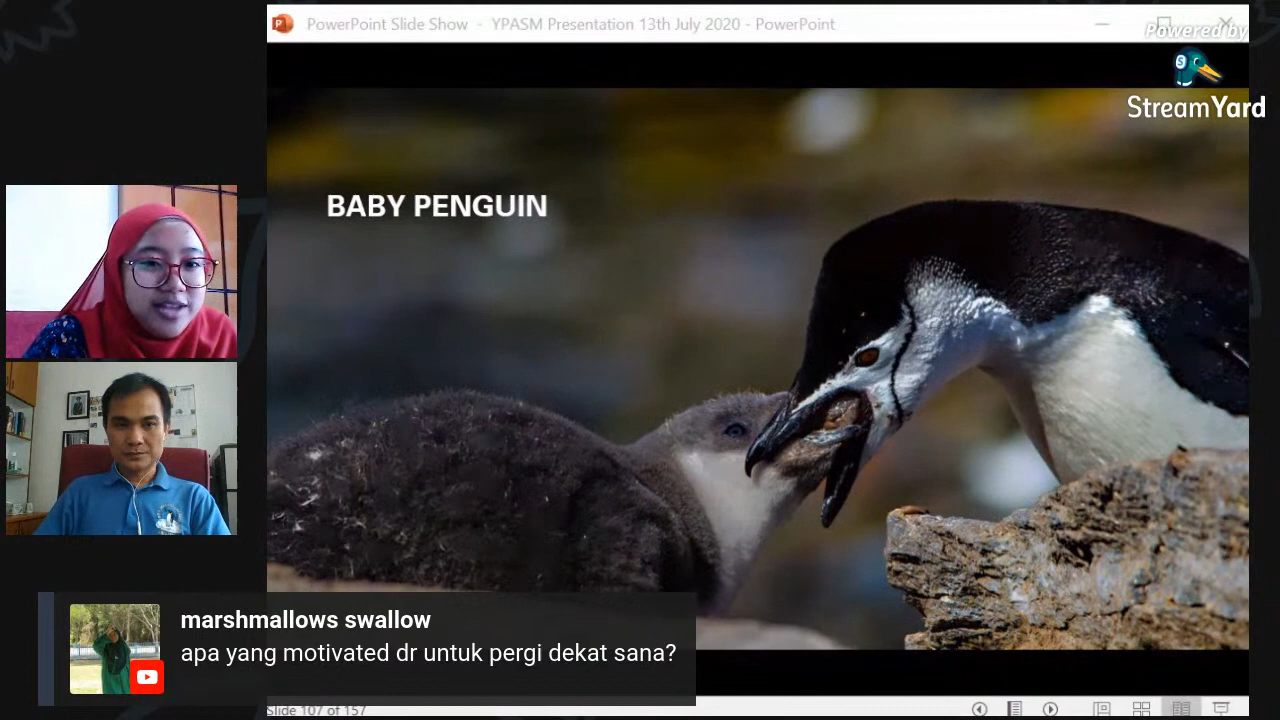 PowerPoint Slide Show - YPASM Presentation 13th July 2020 - PowerPoint
Powered by
StreamYard
BABY PENGUIN
marshmallows swallow
apa yang motivated dr untuk pergi dekat sana?
Slide 107 of 157